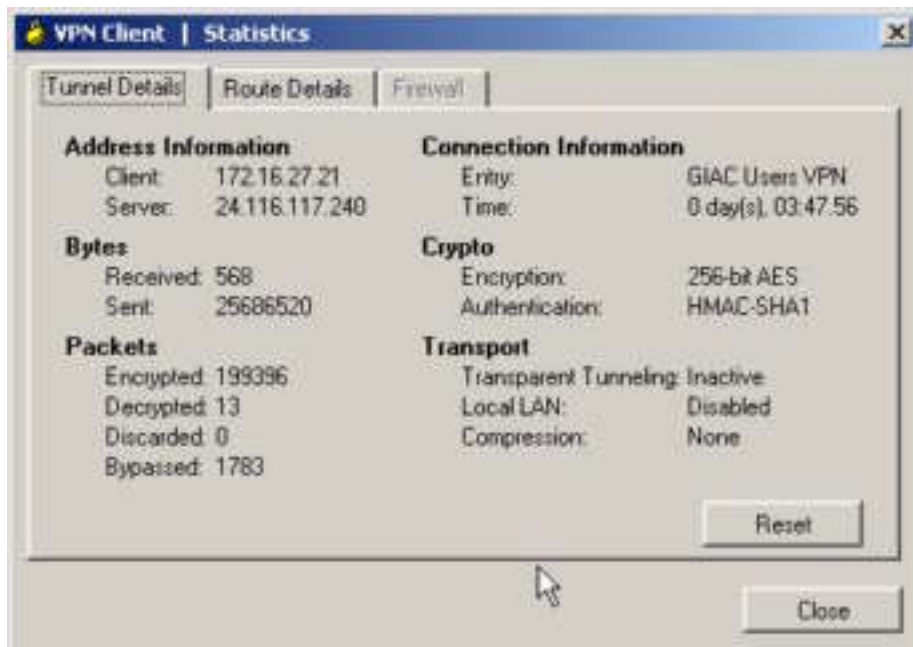 VPN Client | Statistics
Tunnel Details
Route Details
Firewall
Address Information
Client: 172.16.27.21
Server: 24.116.117.240
Bytes
Received: 568
Sent: 25686520
Packets
Encrypted: 199396
Decrypted: 13
Discarded: 0
Bypassed: 1783
Connection Information
Entry: GIAC Users VPN
Time: 0 day(s), 03:47.56
Crypto
Encryption: 256-bit AES
Authentication: HMAC-SHA1
Transport
Transparent Tunneling: Inactive
Local LAN: Disabled
Compression: None
Reset
Close